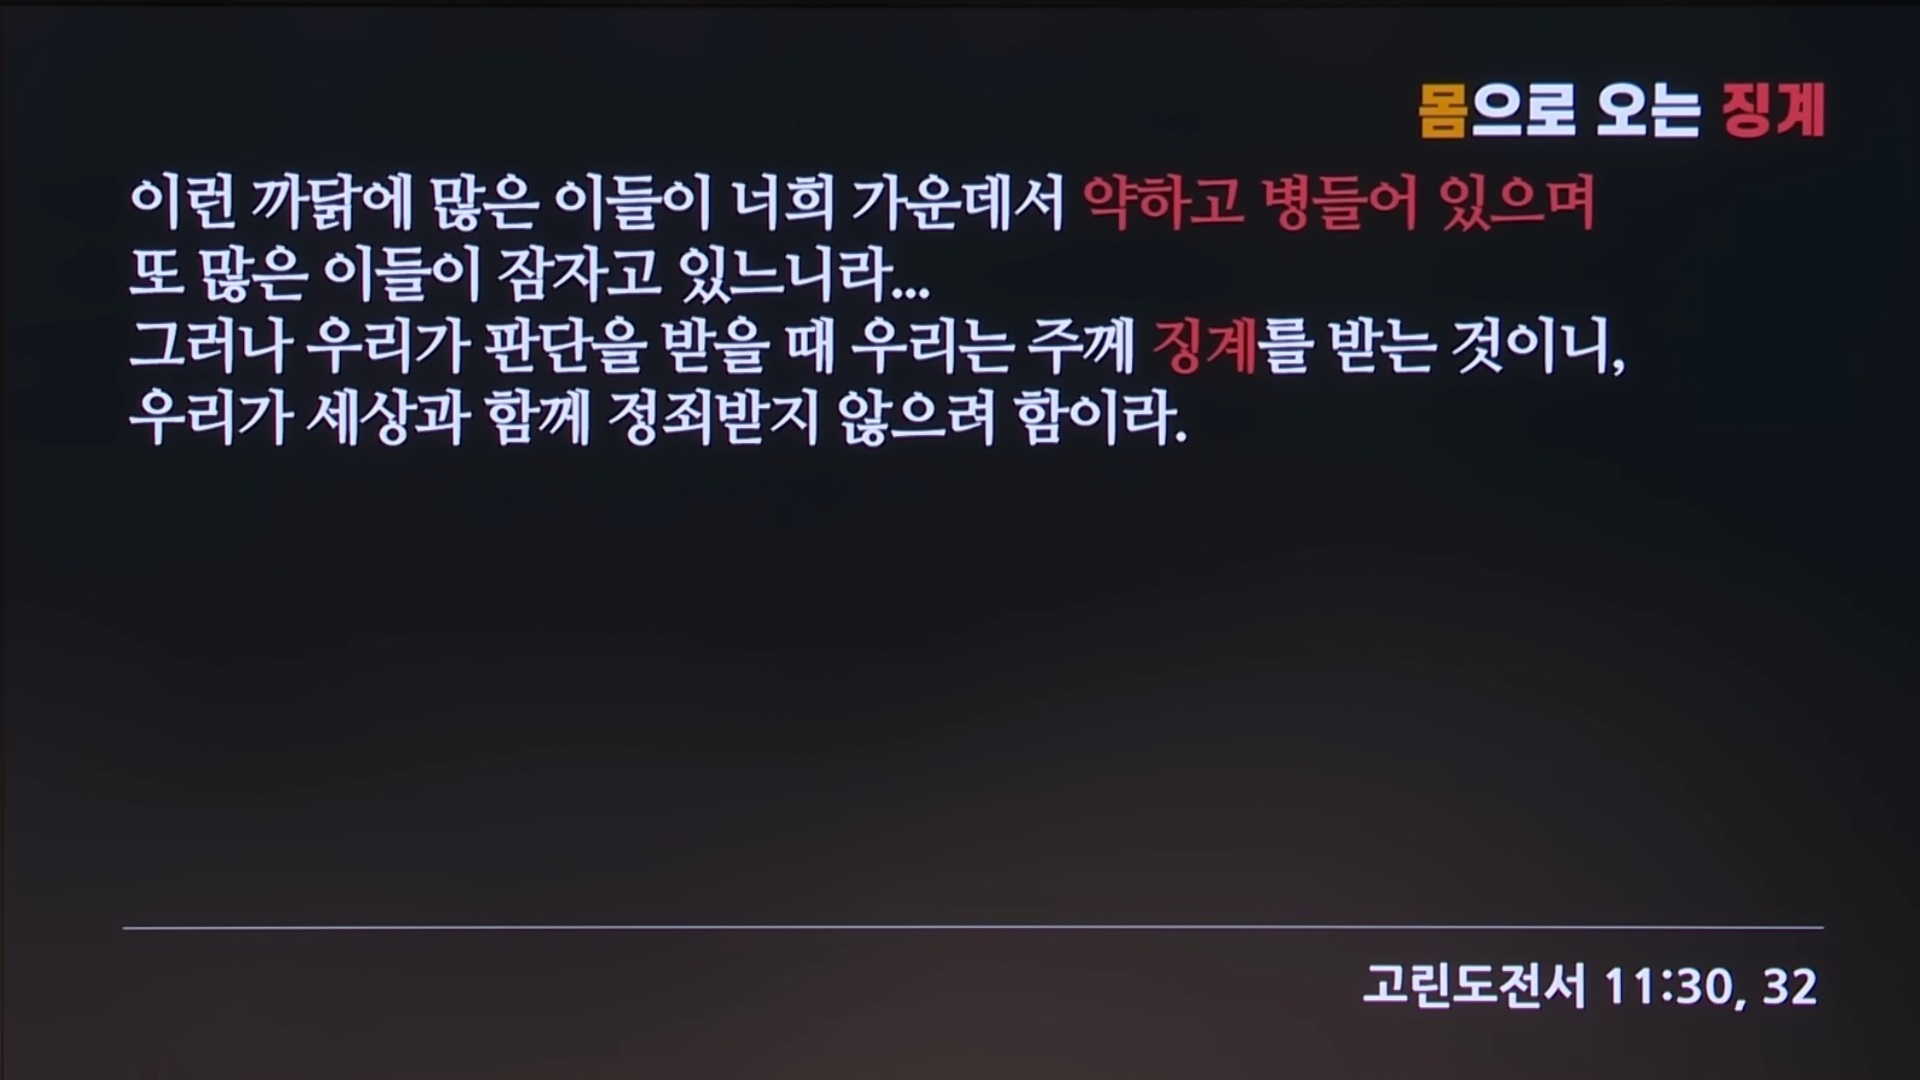 몸으로 오는 징계
이런 까닭에 많은 이들이 너희 가운데서 약하고 병들어 있으며
또 많은 이들이 잠자고 있느니라...
그러나 우리가 판단을 받을 때 우리는 주께 징계를 받는 것이니,
우리가 세상과 함께 정죄받지 않으려 함이라.
고린도전서 11:30, 32